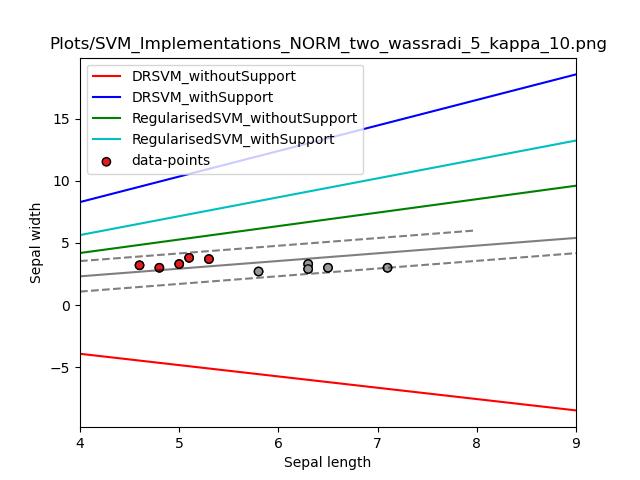 Plots/SVM_Implementations_NORM_two_wassradi_5_kappa_10.png
DRSVM_withoutSupport
DRSVM_withSupport
RegularisedSVM_withoutSupport
RegularisedSVM_withSupport
data-points
15
10
5
0
−5
Sepal width
4
5
6
7
8
9
Sepal length